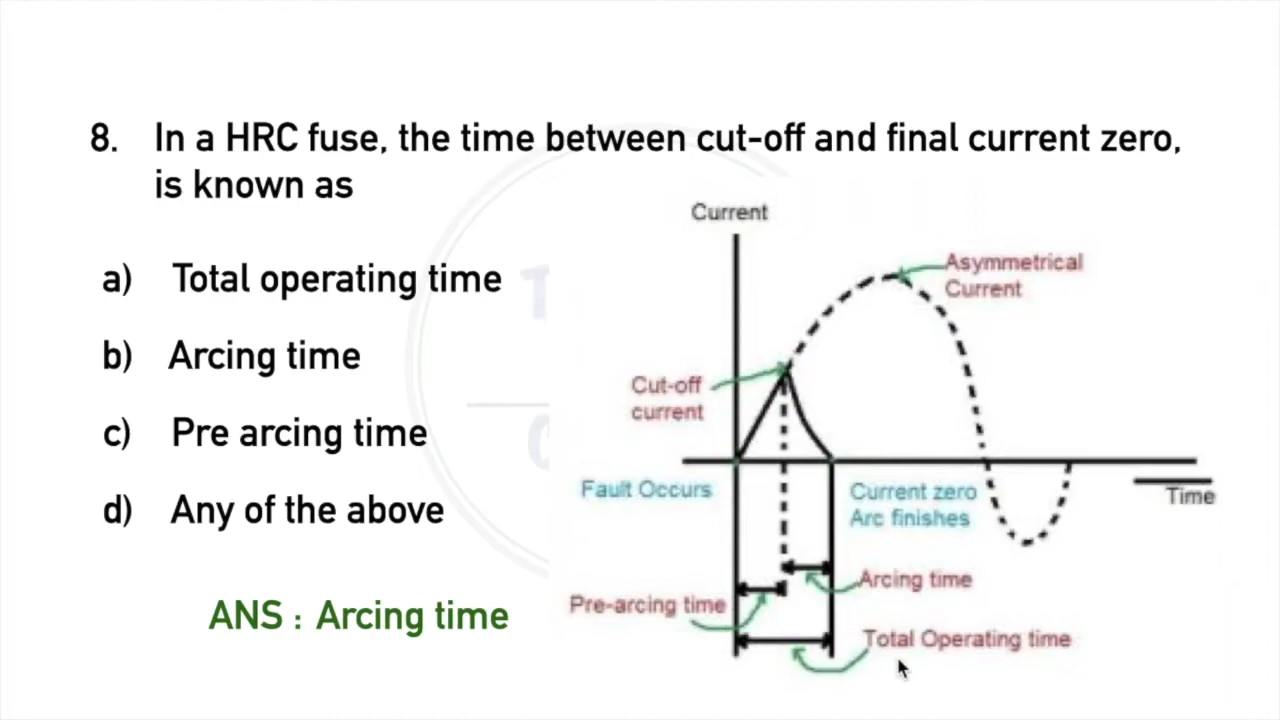 8. In a HRC fuse, the time between cut-off and final current zero,
is known as
a) Total operating time
b) Arcing time
c) Pre arcing time
d) Any of the above
ANS : Arcing time
Current
Asymmetrical
Current
Cut-off
current
Fault Occurs
Current zero
Arc finishes
Time
Arcing time
Pre-arcing time
Total Operating time